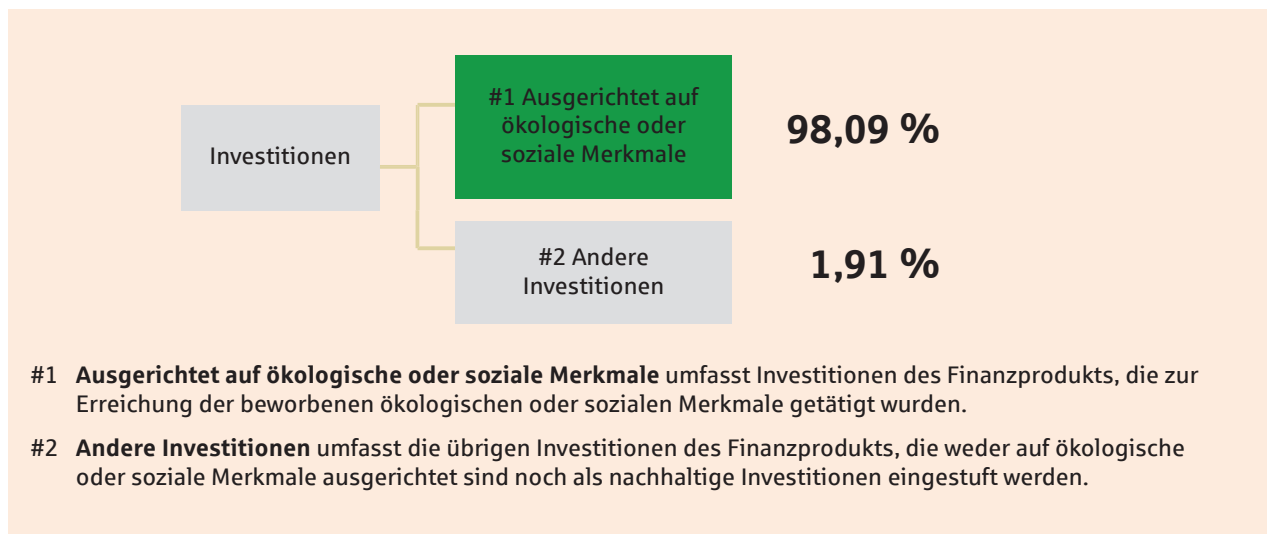 Investitionen
#1 Ausgerichtet auf
ökologische oder
soziale Merkmale
98,09 %
#2 Andere
Investitionen
1,91 %
#1 Ausgerichtet auf ökologische oder soziale Merkmale umfasst Investitionen des Finanzprodukts, die zur
Erreichung der beworbenen ökologischen oder sozialen Merkmale getätigt wurden.
#2 Andere Investitionen umfasst die übrigen Investitionen des Finanzprodukts, die weder auf ökologische
oder soziale Merkmale ausgerichtet sind noch als nachhaltige Investitionen eingestuft werden.